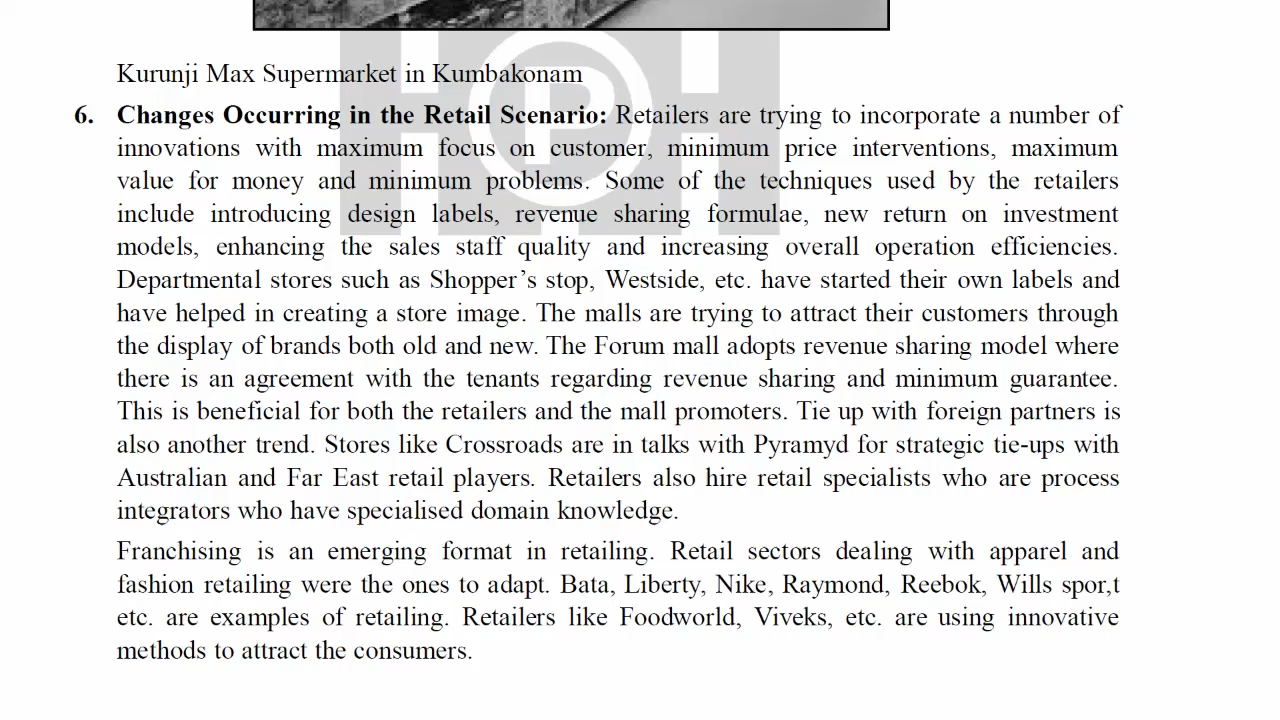 Kurunji Max Supermarket in Kumbakonam
6. Changes Occurring in the Retail Scenario: Retailers are trying to incorporate a number of
innovations with maximum focus on customer, minimum price interventions, maximum
value for money and minimum problems. Some of the techniques used by the retailers
include introducing design labels, revenue sharing formulae, new return on investment
models, enhancing the sales staff quality and increasing overall operation efficiencies.
Departmental stores such as Shopper’s stop, Westside, etc. have started their own labels and
have helped in creating a store image. The malls are trying to attract their customers through
the display of brands both old and new. The Forum mall adopts revenue sharing model where
there is an agreement with the tenants regarding revenue sharing and minimum guarantee.
This is beneficial for both the retailers and the mall promoters. Tie up with foreign partners is
also another trend. Stores like Crossroads are in talks with Pyramyd for strategic tie-ups with
Australian and Far East retail players. Retailers also hire retail specialists who are process
integrators who have specialised domain knowledge.
Franchising is an emerging format in retailing. Retail sectors dealing with apparel and
fashion retailing were the ones to adapt. Bata, Liberty, Nike, Raymond, Reebok, Wills spor,t
etc. are examples of retailing. Retailers like Foodworld, Viveks, etc. are using innovative
methods to attract the consumers.
HPH